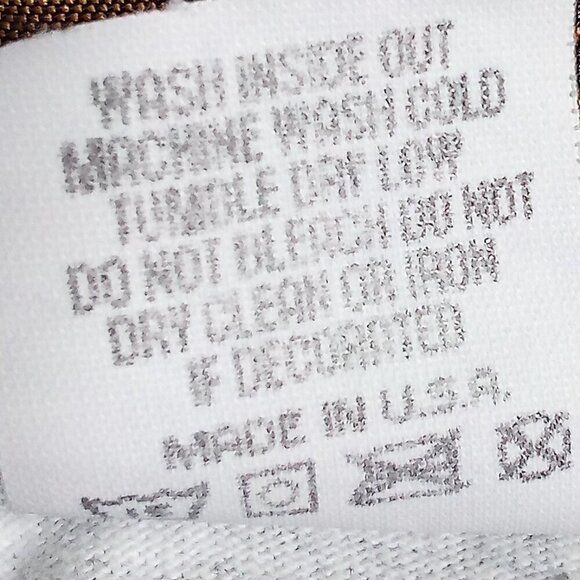 WASH INSIDE OUT
MACHINE WASH COLD
TUMBLE DRY LOW
DO NOT BLEACH DO NOT
DRY CLEAN OR IRON
IF DECORATED
MADE IN U.S.A.